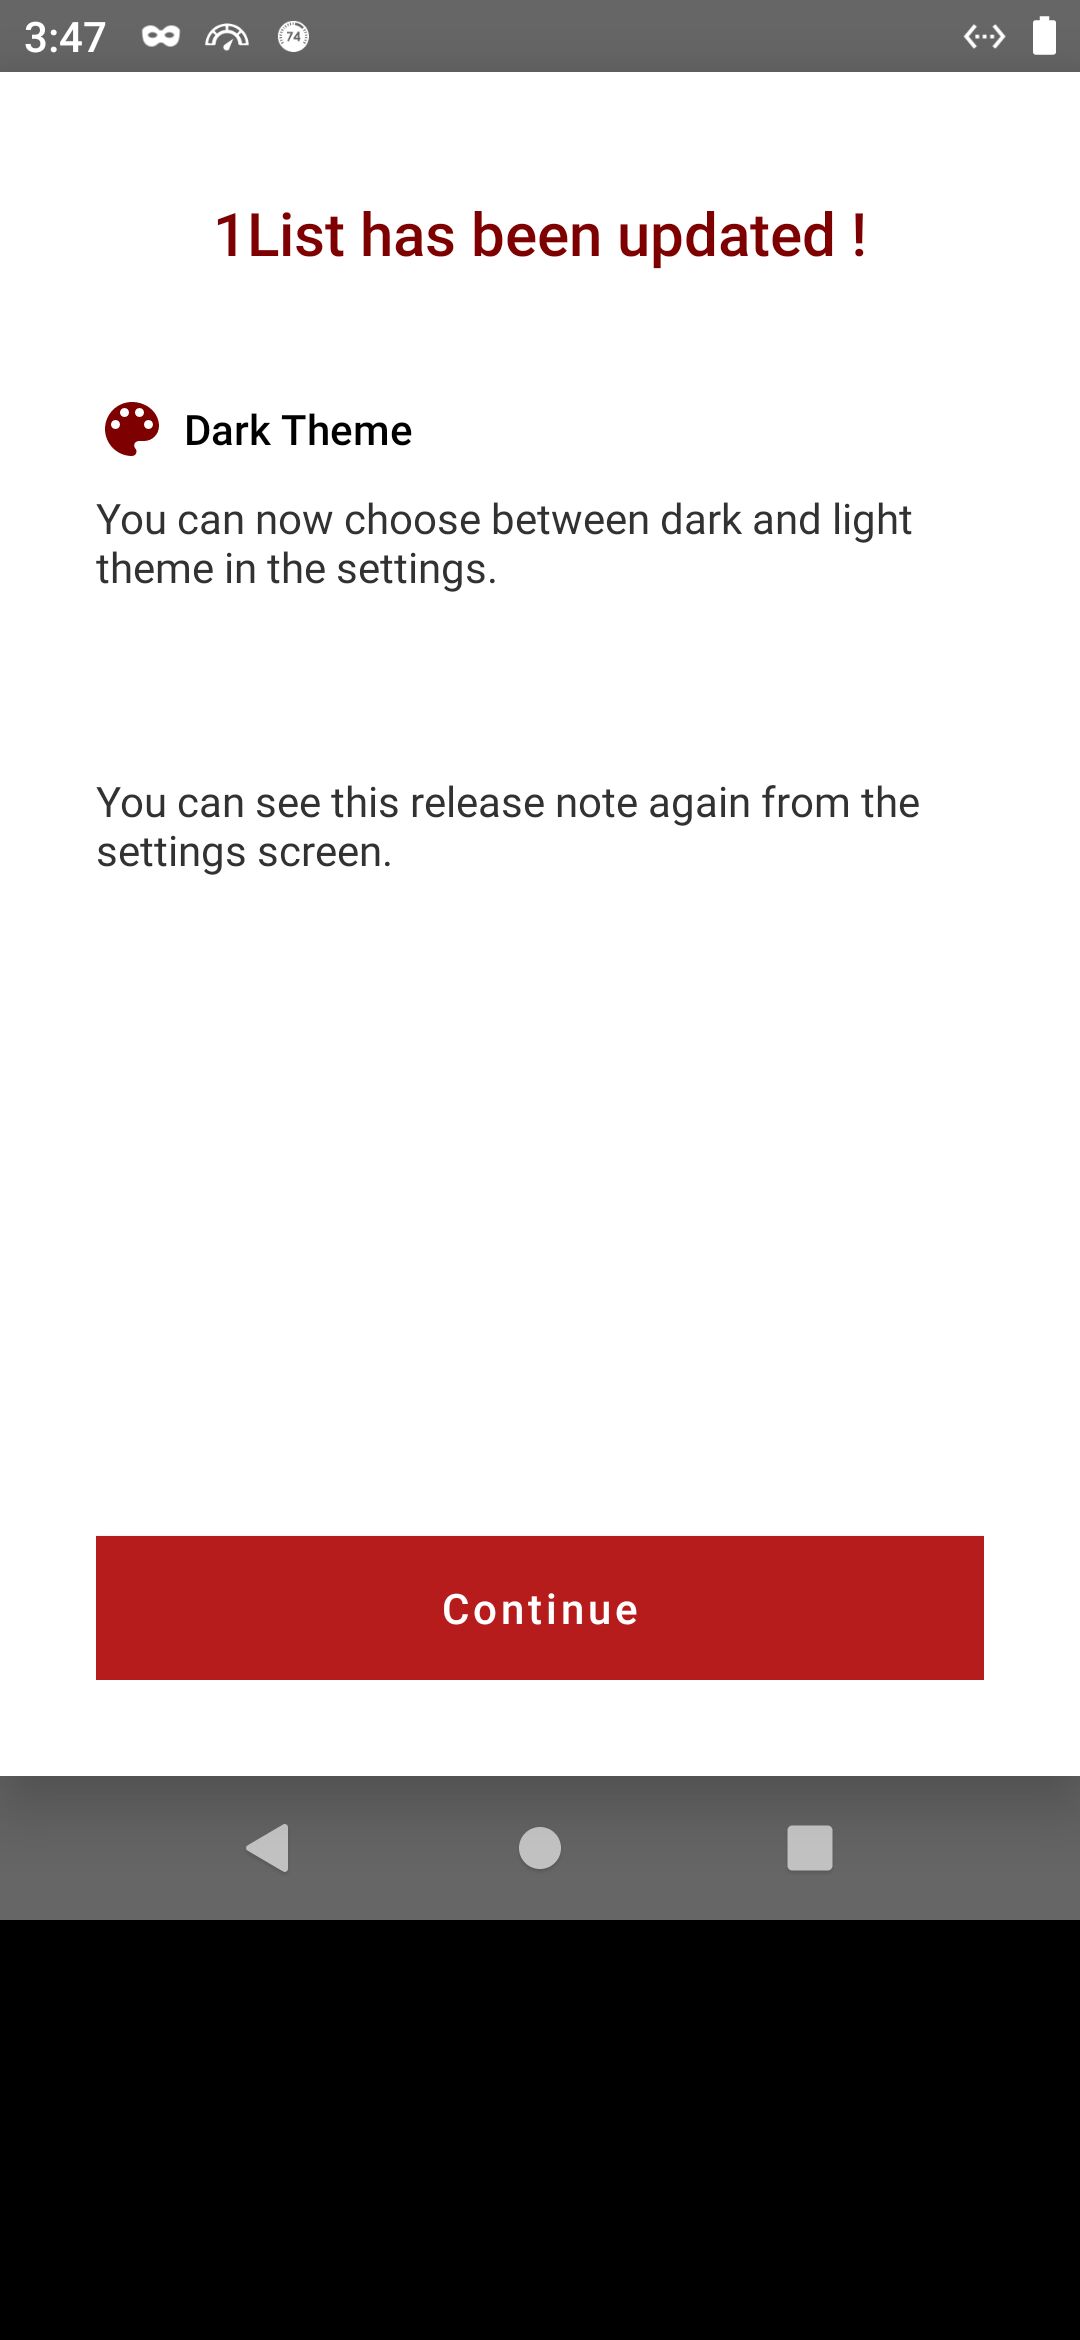 3:47
74
1List has been updated !
Dark Theme
You can now choose between dark and light
theme in the settings.
You can see this release note again from the
settings screen.
Continue